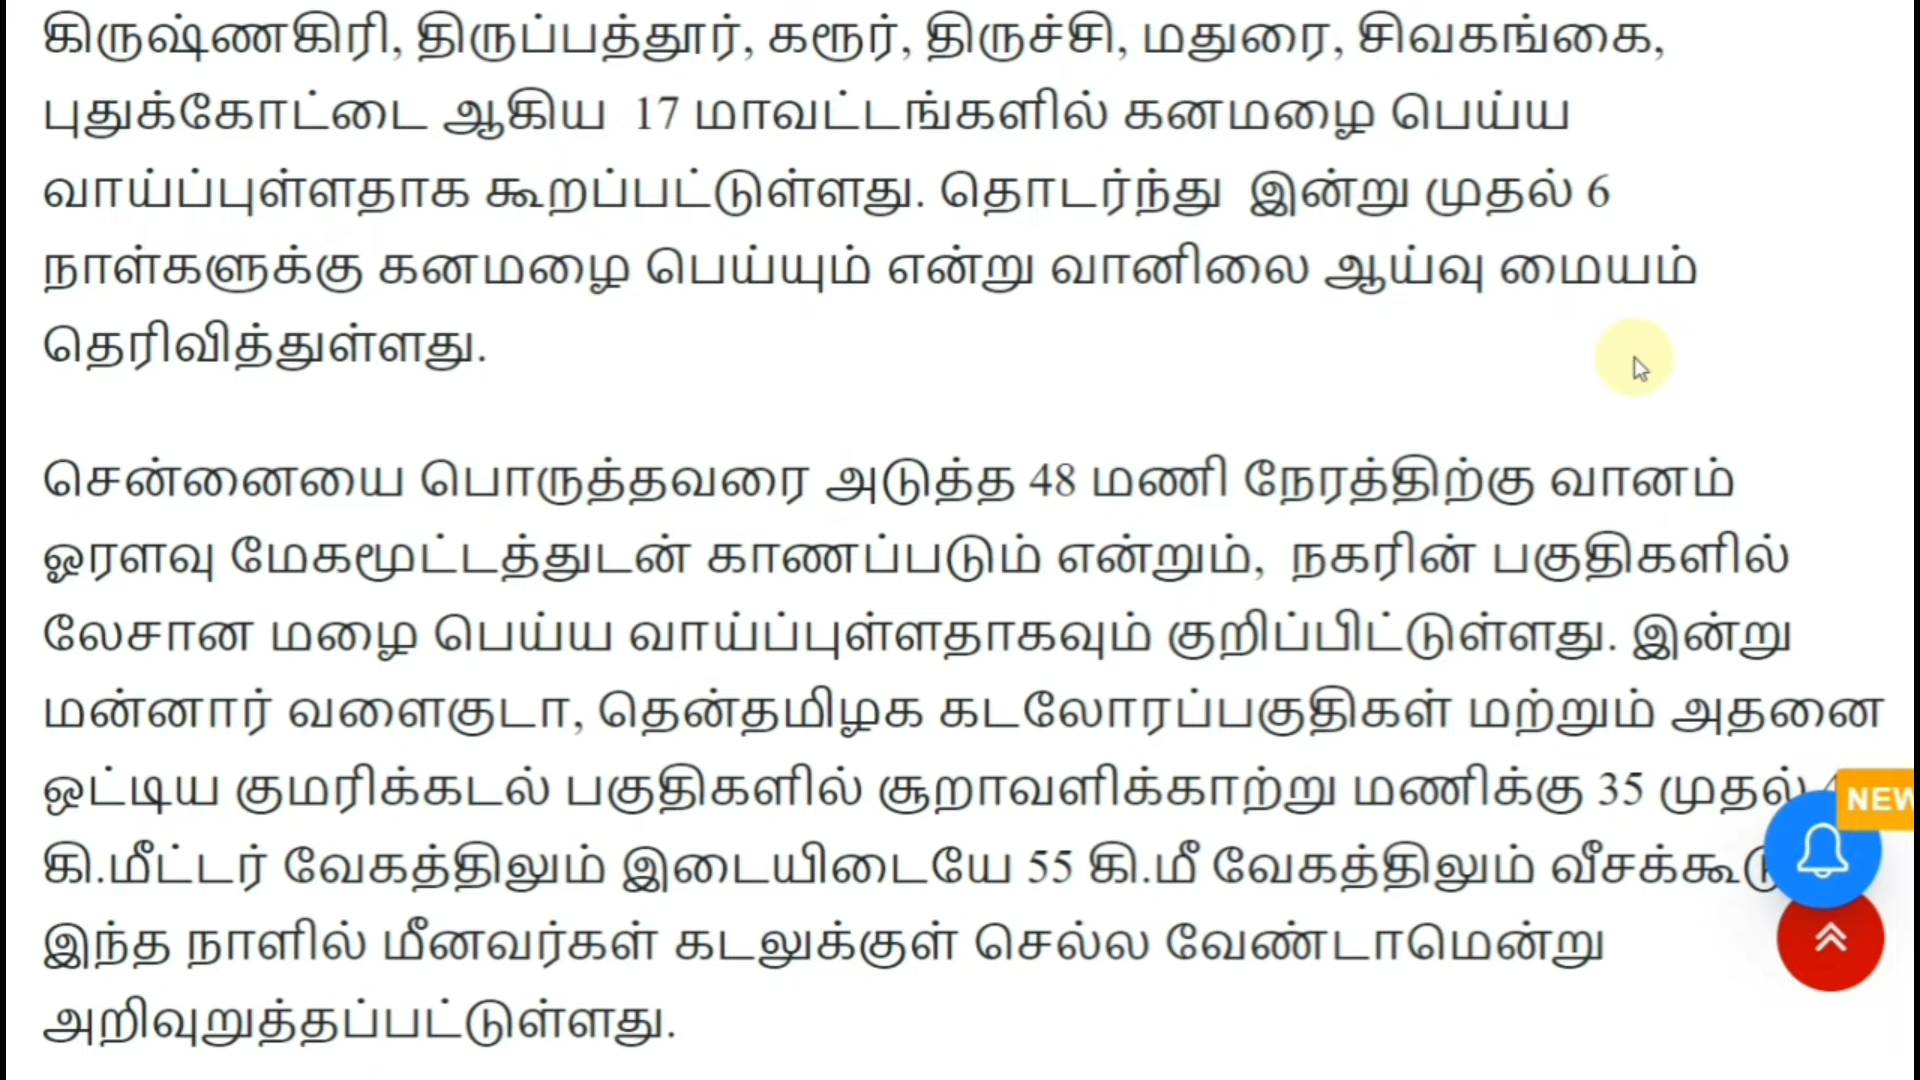 கிருஷ்ணகிரி, திருப்பத்தூர், கரூர், திருச்சி, மதுரை, சிவகங்கை,
புதுக்கோட்டை ஆகிய 17 மாவட்டங்களில் கனமழை பெய்ய
வாய்ப்புள்ளதாக கூறப்பட்டுள்ளது. தொடர்ந்து இன்று முதல் 6
நாள்களுக்கு கனமழை பெய்யும் என்று வானிலை ஆய்வு மையம்
தெரிவித்துள்ளது.
சென்னையை பொருத்தவரை அடுத்த 48 மணி நேரத்திற்கு வானம்
ஓரளவு மேகமூட்டத்துடன் காணப்படும் என்றும், நகரின் பகுதிகளில்
லேசான மழை பெய்ய வாய்ப்புள்ளதாகவும் குறிப்பிட்டுள்ளது. இன்று
மன்னார் வளைகுடா, தென்தமிழக கடலோரப்பகுதிகள் மற்றும் அதனை
ஒட்டிய குமரிக்கடல் பகுதிகளில் சூறாவளிக்காற்று மணிக்கு 35 முதல்
NEW
கி.மீட்டர் வேகத்திலும் இடையிடையே 55 கி.மீ வேகத்திலும்
இந்த நாளில் மீனவர்கள் கடலுக்குள் செல்ல வேண்டாமென்று
அறிவுறுத்தப்பட்டுள்ளது.